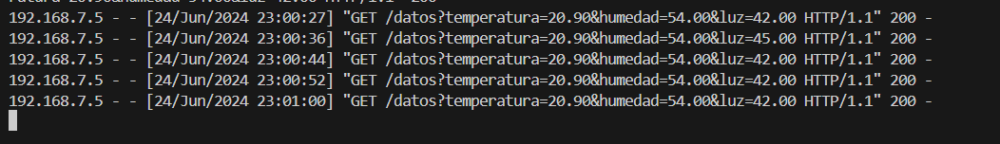 192.168.7.5 - - [24/Jun/2024 23:00:27] "GET /datos?temperatura=20.90&humedad=54.00&luz=42.00 HTTP/1.1" 200 -
192.168.7.5 - - [24/Jun/2024 23:00:36] "GET /datos?temperatura=20.90&humedad=54.00&luz=45.00 HTTP/1.1" 200 -
192.168.7.5 - - [24/Jun/2024 23:00:44] "GET /datos?temperatura=20.90&humedad=54.00&luz=42.00 HTTP/1.1" 200 -
192.168.7.5 - - [24/Jun/2024 23:00:52] "GET /datos?temperatura=20.90&humedad=54.00&luz=42.00 HTTP/1.1" 200 -
192.168.7.5 - - [24/Jun/2024 23:01:00] "GET /datos?temperatura=20.90&humedad=54.00&luz=42.00 HTTP/1.1" 200 -